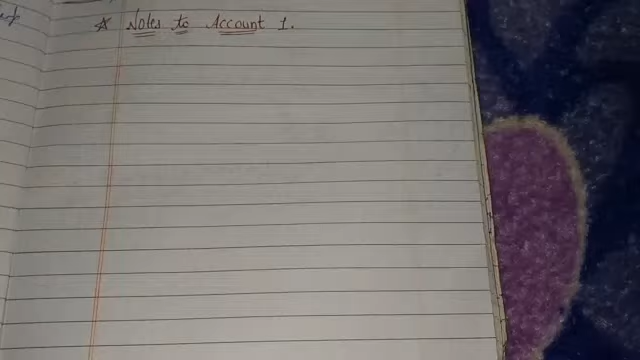 ☆ Notes to Account 1.